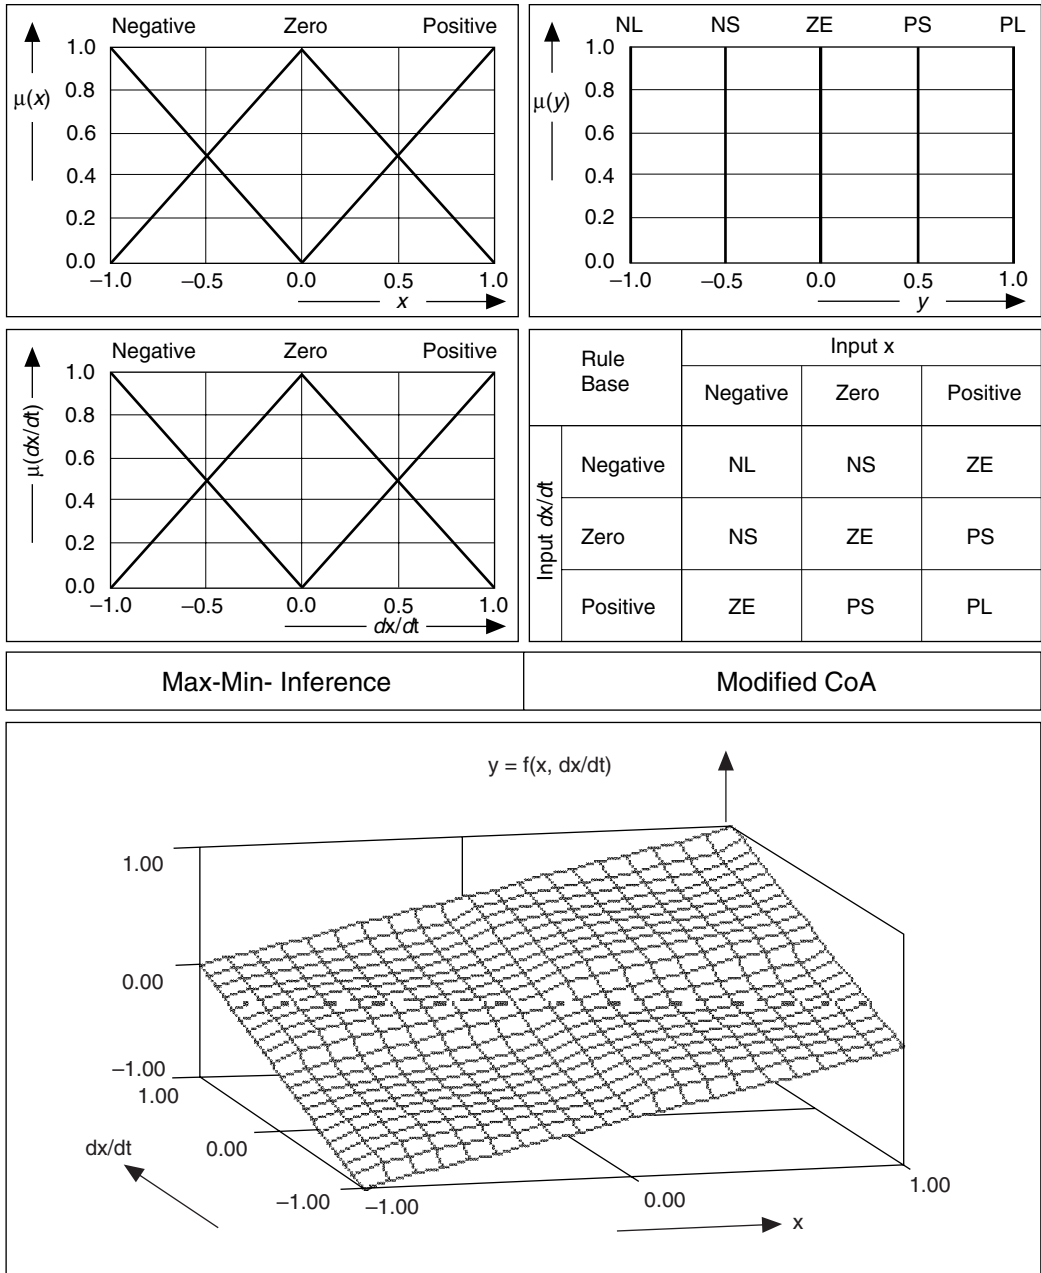 Negative Zero Positive
1.0
0.8
μ(x)
0.6
0.4
0.2
0.0
–1.0 –0.5 0.0 0.5 1.0
x
NL NS ZE PS PL
1.0
0.8
μ(y)
0.6
0.4
0.2
0.0
–1.0 –0.5 0.0 0.5 1.0
y
Negative Zero Positive
1.0
0.8
μ(dx/dt)
0.6
0.4
0.2
0.0
–1.0 –0.5 0.0 0.5 1.0
dx/dt
Rule
Base
Input x
Negative Zero Positive
Input dx/dt
Negative NL NS ZE
Zero NS ZE PS
Positive ZE PS PL
Max-Min- Inference
Modified CoA
y = f(x, dx/dt)
1.00
0.00
–1.00
1.00
0.00
dx/dt
–1.00
–1.00
0.00
1.00
x